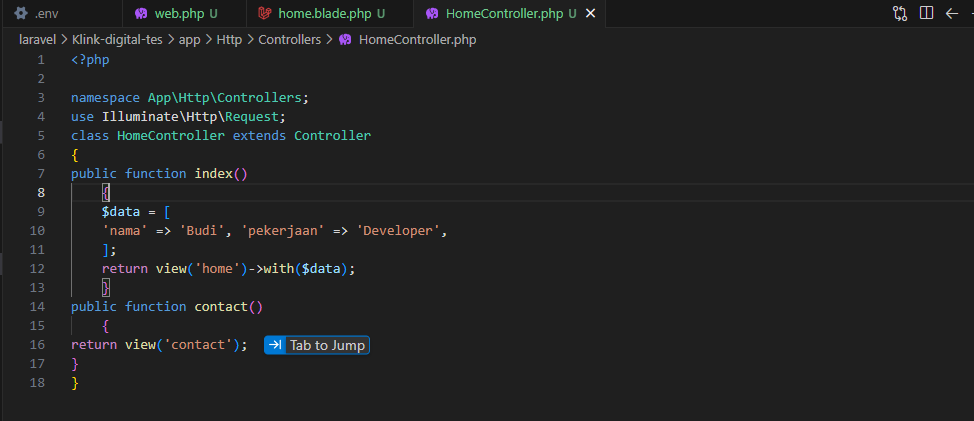 .env web.php U home.blade.php U HomeController.php U
laravel > Klink-digital-tes > app > Http > Controllers > HomeController.php
1 <?php
2
3 namespace App\Http\Controllers;
4 use Illuminate\Http\Request;
5 class HomeController extends Controller
6 {
7 public function index()
8 {
9 $data = [
10 'nama' => 'Budi', 'pekerjaan' => 'Developer',
11 ];
12 return view('home')->with($data);
13 }
14 public function contact()
15 {
16 return view('contact'); Tab to Jump
17 }
18 }